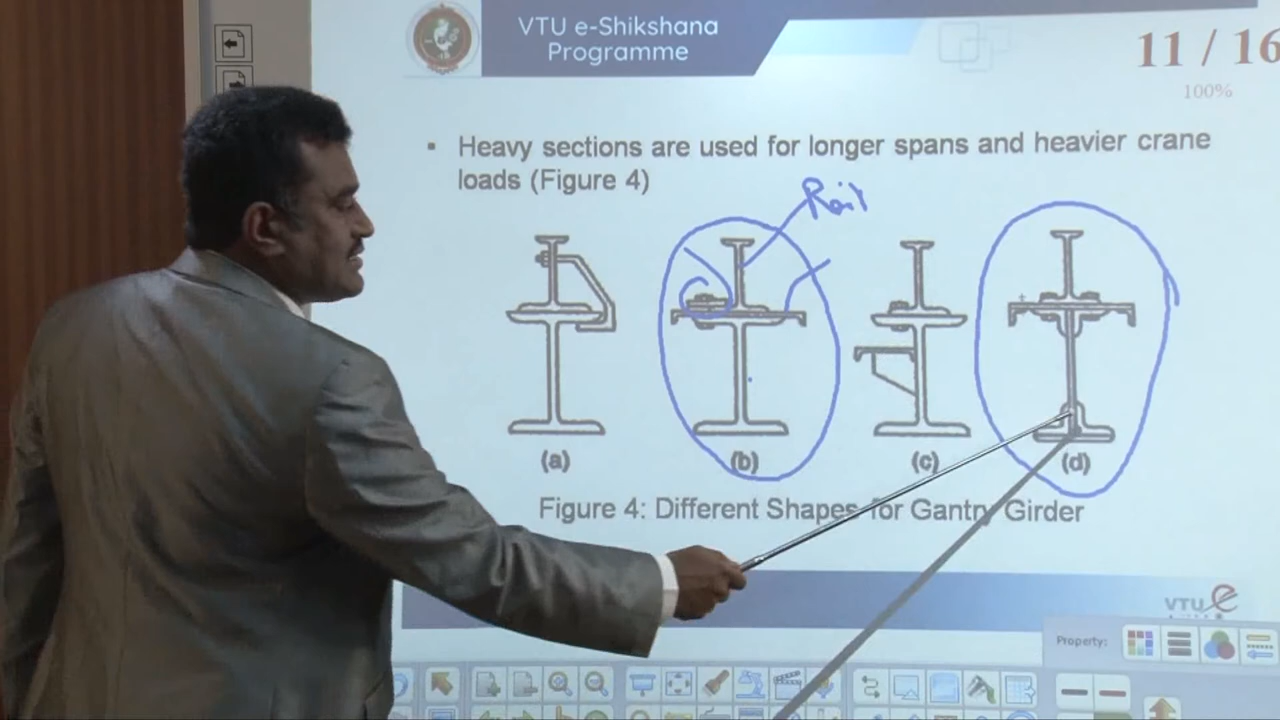 VTU e-Shikshana
Programme
11 / 16
100%
▪ Heavy sections are used for longer spans and heavier crane
loads (Figure 4)
Rail
(a)
(b)
(c)
(d)
Figure 4: Different Shapes for Gantry Girder
VTU e
Property: